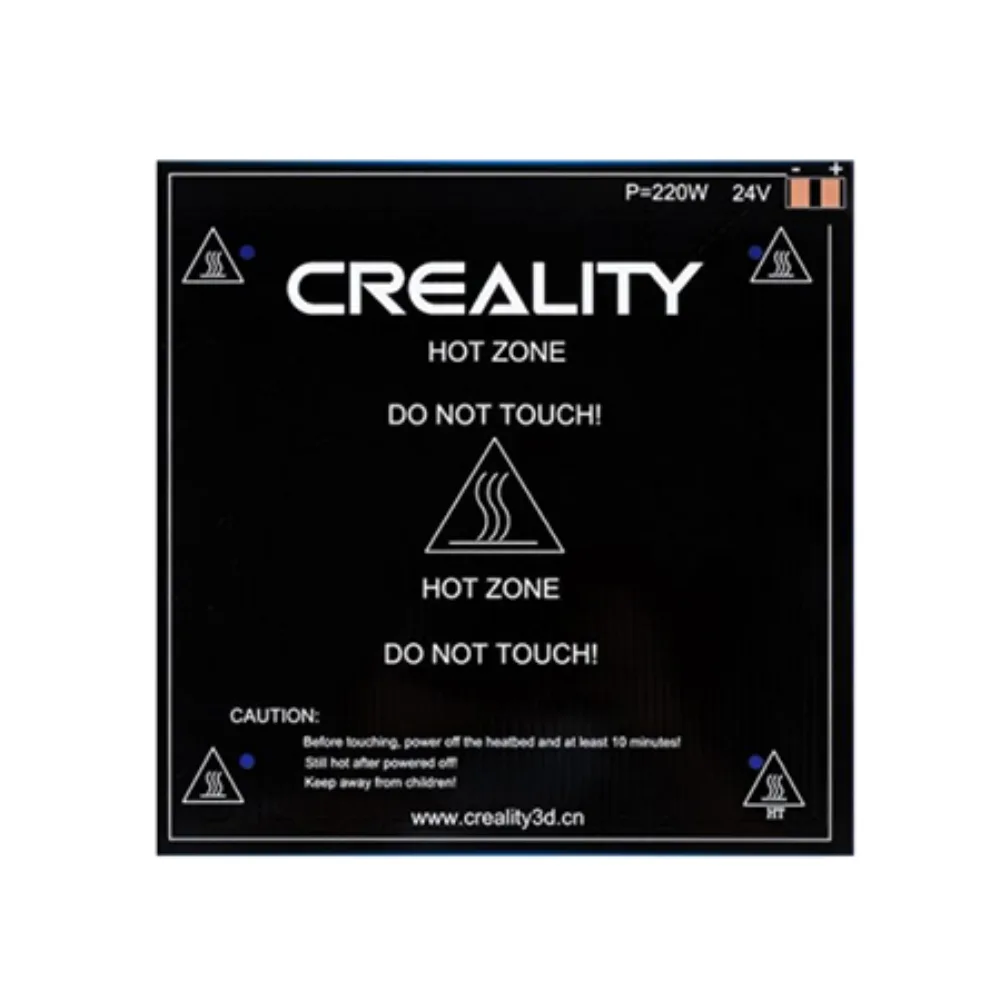 - +
P=220W 24V
CREALITY
HOT ZONE
DO NOT TOUCH!
HOT ZONE
DO NOT TOUCH!
CAUTION:
Before touching, power off the heatbed and at least 10 minutes!
Still hot after powered off!
Keep away from children!
HT
www.creality3d.cn